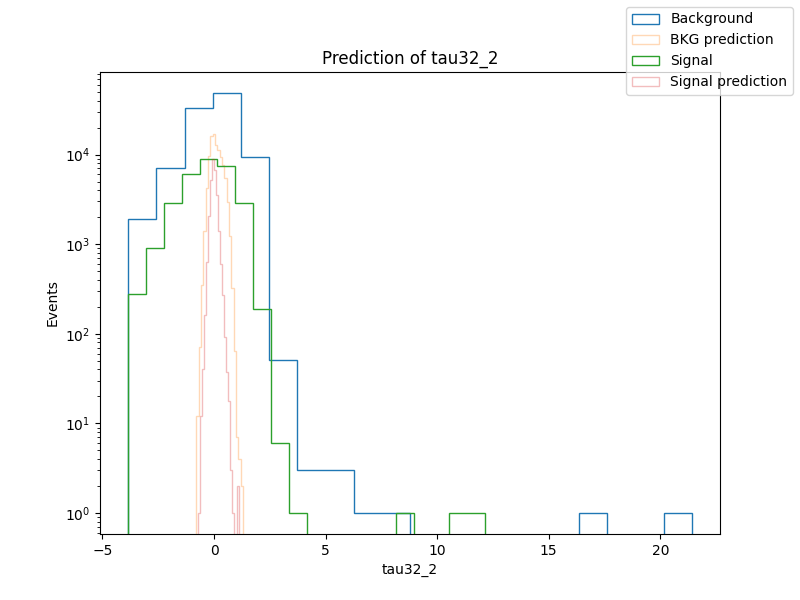 Prediction of tau32_2
Background
BKG prediction
Signal
Signal prediction
Events
10⁴
10³
10²
10¹
10⁰
−5
0
5
10
15
20
tau32_2